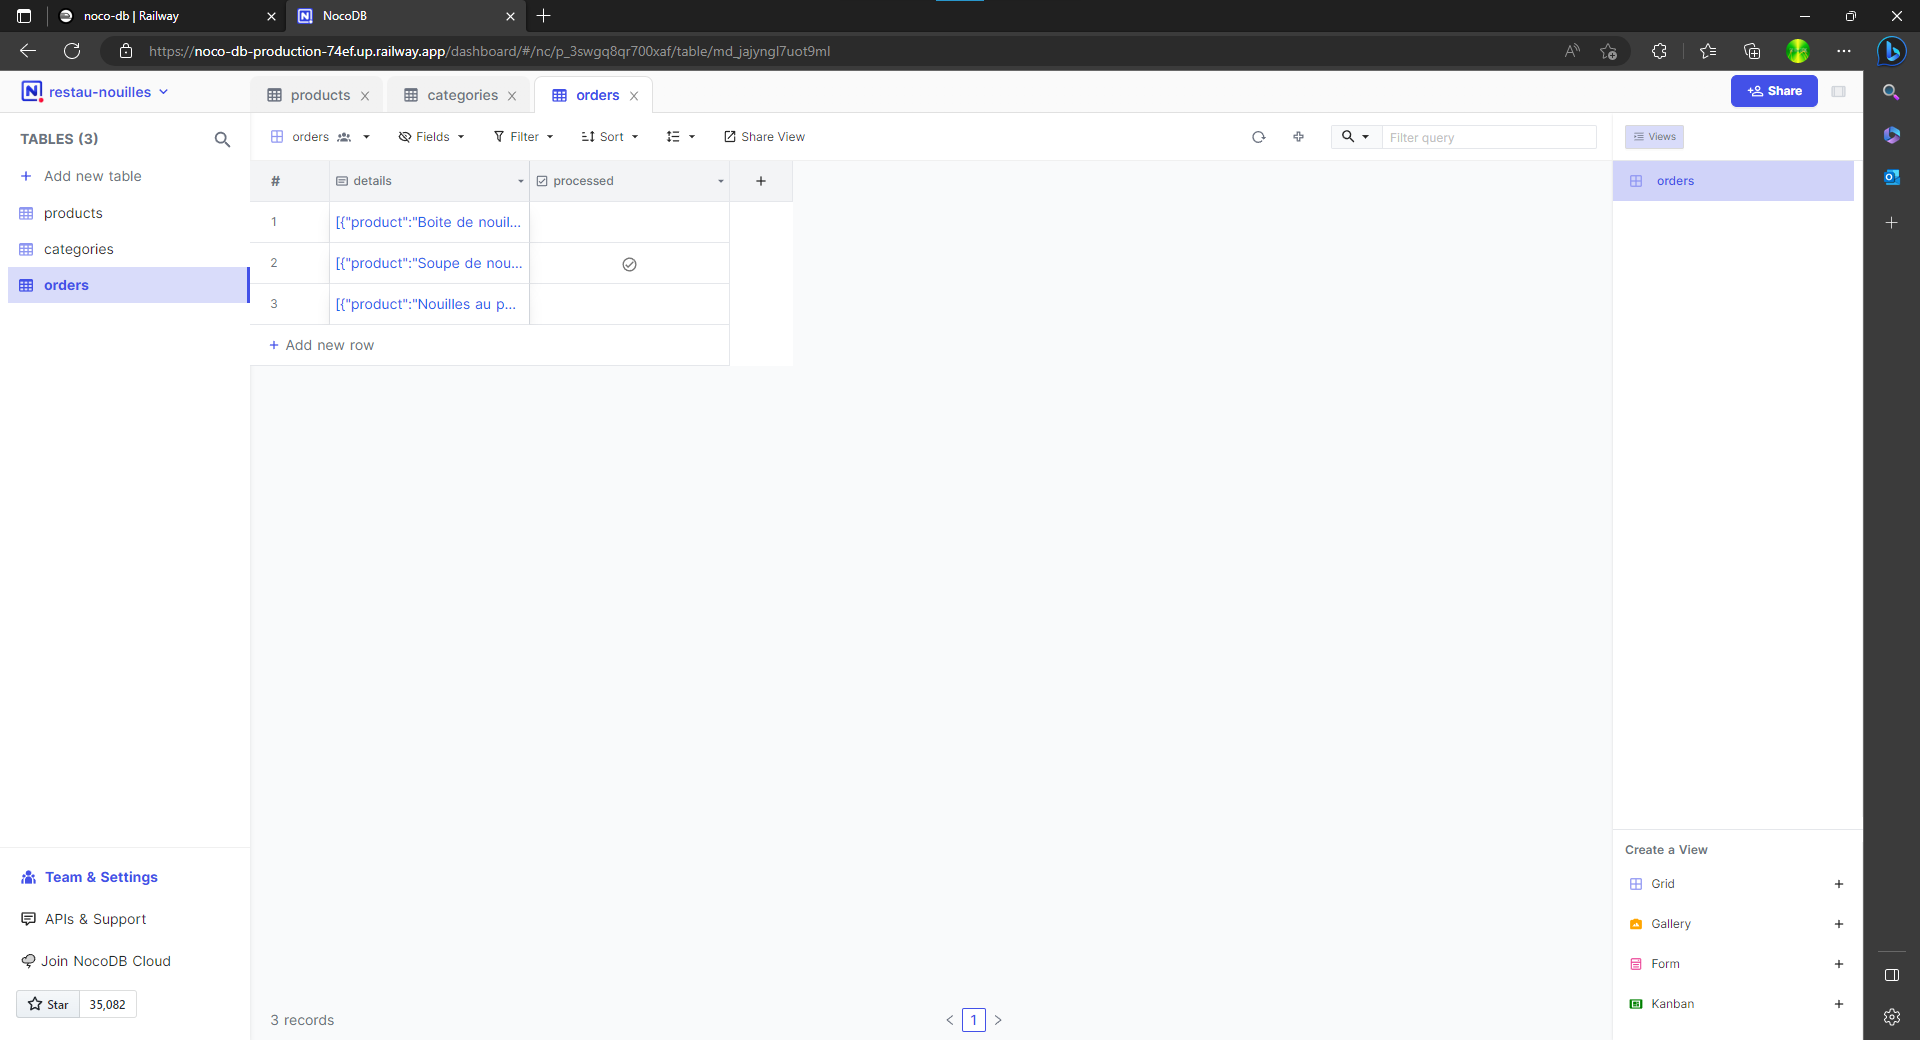 noco-db | Railway
NocoDB
https://noco-db-production-74ef.up.railway.app/dashboard/#/nc/p_3swgq8qr700xaf/table/md_jajyngl7uot9ml
restau-nouilles
products
categories
orders
Share
TABLES (3)
Add new table
products
categories
orders
orders
Fields
Filter
Sort
Share View
Filter query
Views
orders
# details processed
1 [{"product":"Boite de nouil...
2 [{"product":"Soupe de nou...
3 [{"product":"Nouilles au p...
+ Add new row
Team & Settings
APIs & Support
Join NocoDB Cloud
Star 35,082
3 records
< 1 >
Create a View
Grid
Gallery
Form
Kanban